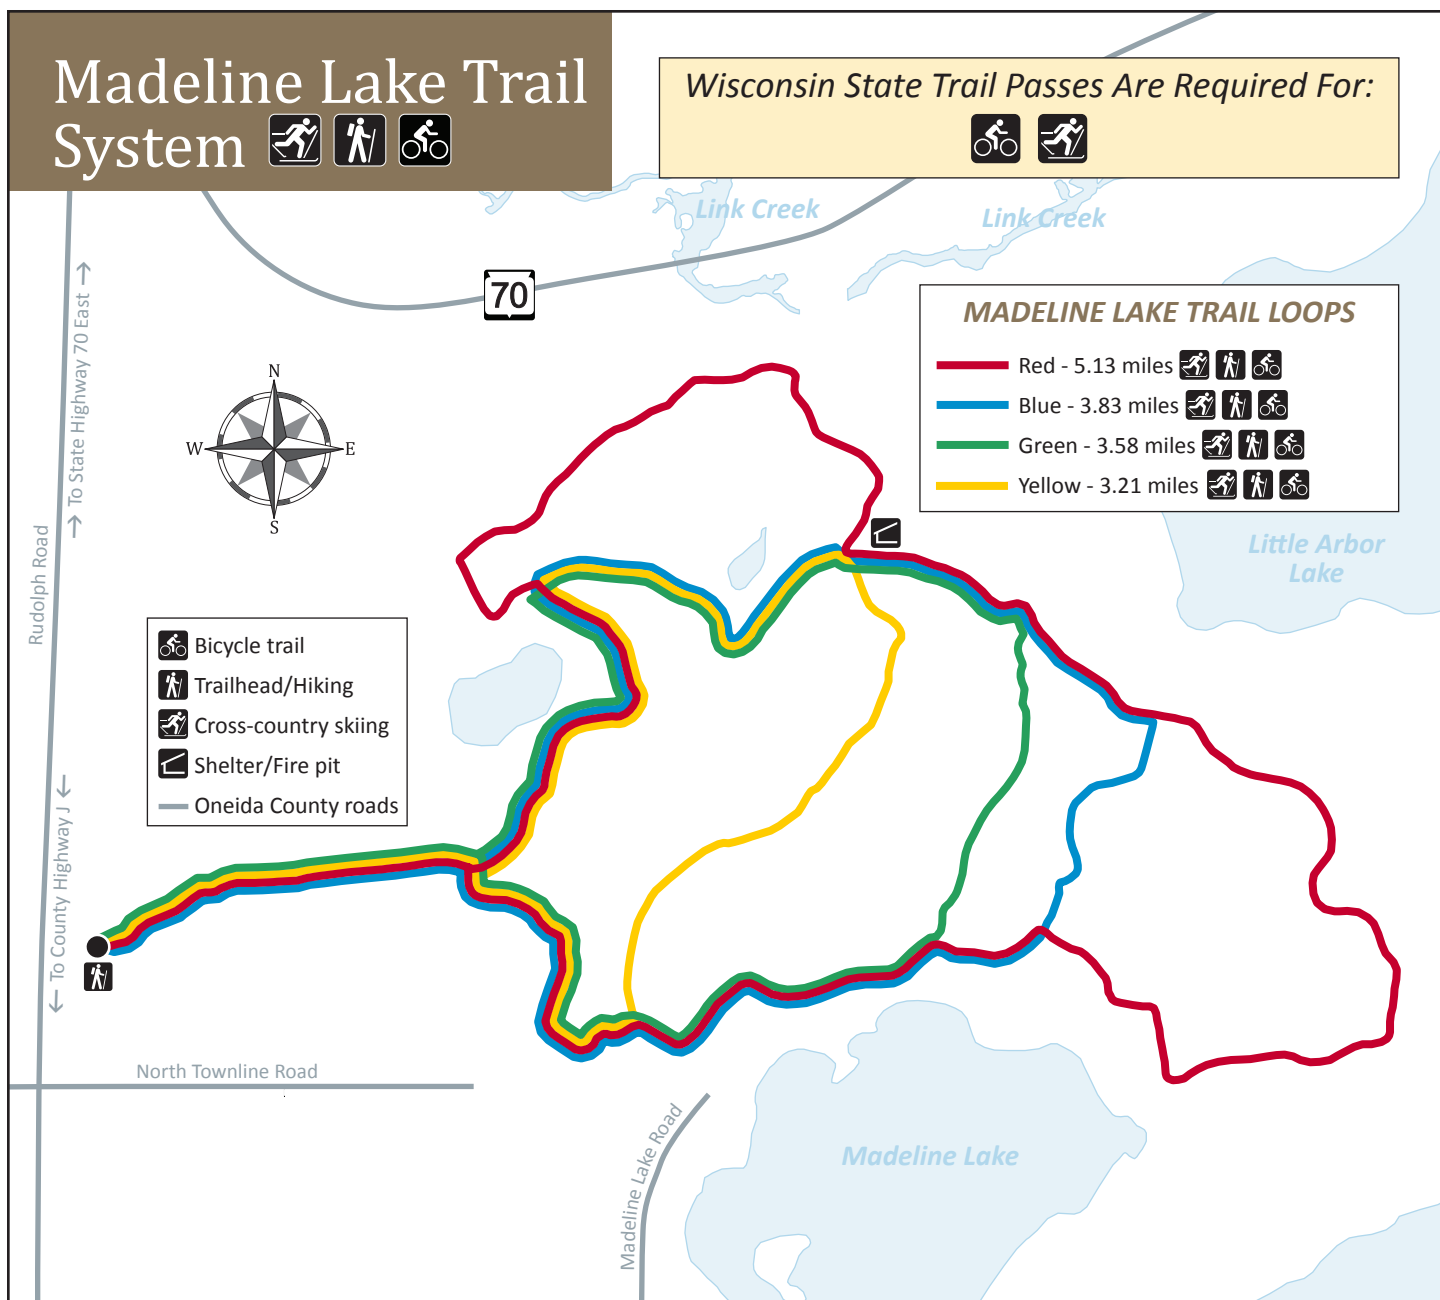 Madeline Lake Trail
System
Wisconsin State Trail Passes Are Required For:
Link Creek
Link Creek
70
To State Highway 70 East
MADELINE LAKE TRAIL LOOPS
Red - 5.13 miles
Blue - 3.83 miles
Green - 3.58 miles
Yellow - 3.21 miles
N
W
E
S
Rudolph Road
Little Arbor
Lake
Bicycle trail
Trailhead/Hiking
Cross-country skiing
Shelter/Fire pit
Oneida County roads
To County Highway J
North Townline Road
Madeline Lake Road
Madeline Lake